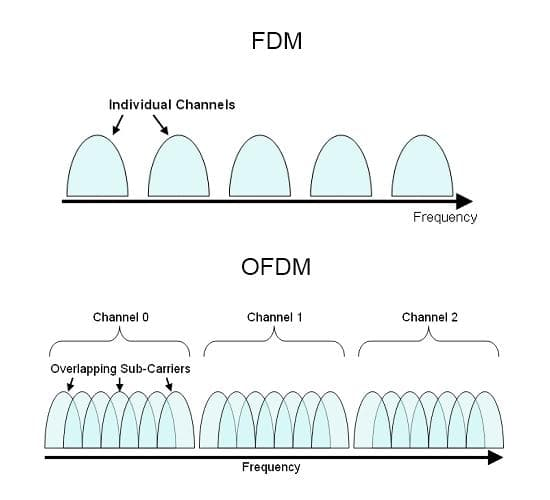 FDM
Individual Channels
Frequency
OFDM
Channel 0
Channel 1
Channel 2
Overlapping Sub-Carriers
Frequency